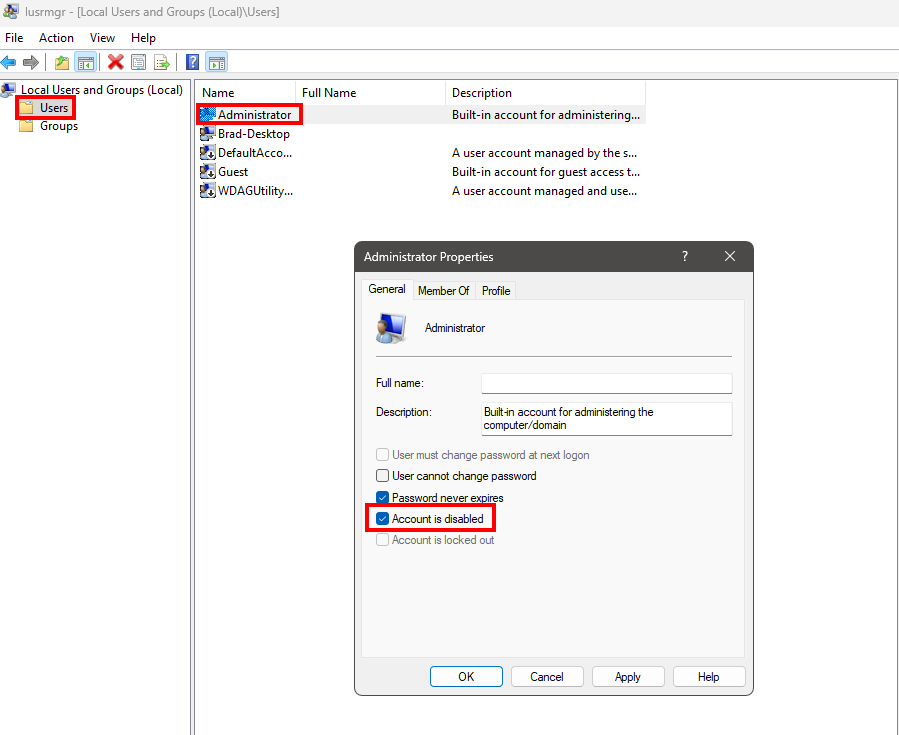 lusrmgr - [Local Users and Groups (Local)\Users]
File Action View Help
Local Users and Groups (Local)
Users
Groups
Name Full Name Description
Administrator Built-in account for administering...
Brad-Desktop
DefaultAcco... A user account managed by the s...
Guest Built-in account for guest access t...
WDAGUtility... A user account managed and use...
Administrator Properties
?
General Member Of Profile
Administrator
Full name:
Description: Built-in account for administering the
computer/domain
User must change password at next logon
User cannot change password
Password never expires
Account is disabled
Account is locked out
OK Cancel Apply Help